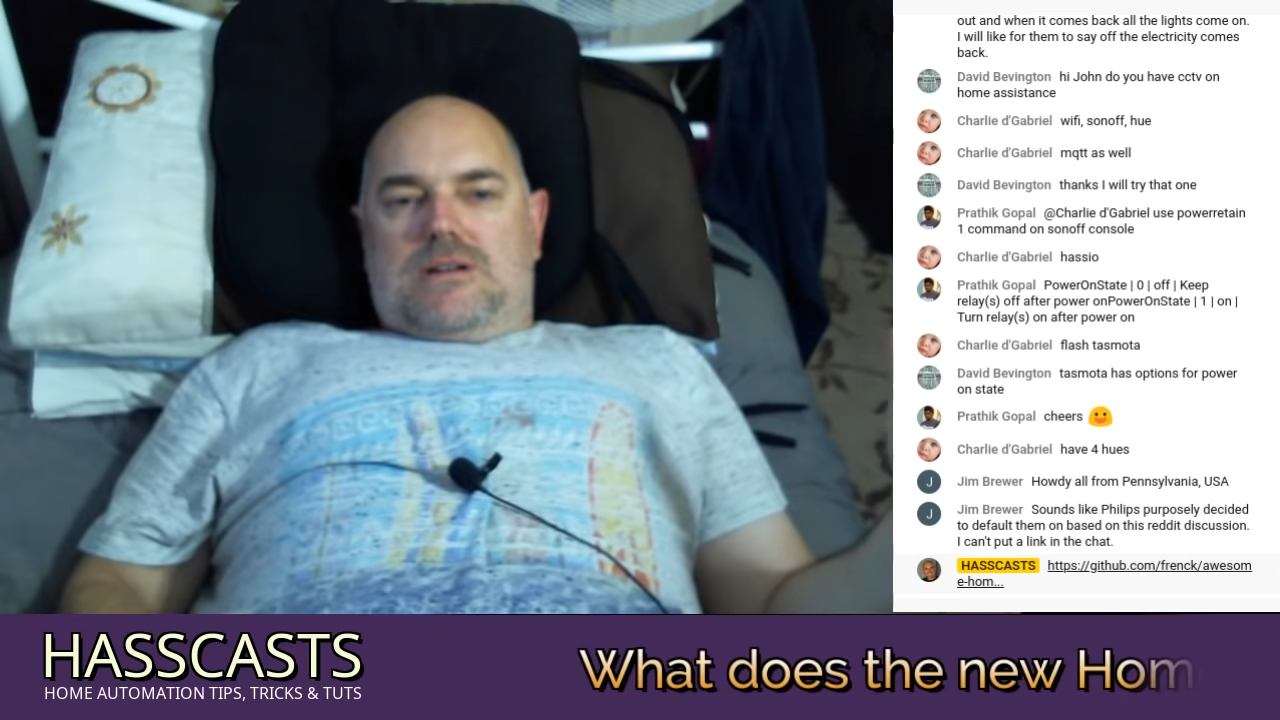 out and when it comes back all the lights come on.
I will like for them to say off the electricity comes
back.
David Bevington hi John do you have cctv on
home assistance
Charlie d'Gabriel wifi, sonoff, hue
Charlie d'Gabriel mqtt as well
David Bevington thanks I will try that one
Prathik Gopal @Charlie d'Gabriel use powerretain
1 command on sonoff console
Charlie d'Gabriel hassio
Prathik Gopal PowerOnState | 0 | off | Keep
relay(s) off after power onPowerOnState | 1 | on |
Turn relay(s) on after power on
Charlie d'Gabriel flash tasmota
David Bevington tasmota has options for power
on state
Prathik Gopal cheers
Charlie d'Gabriel have 4 hues
J Jim Brewer Howdy all from Pennsylvania, USA
J Jim Brewer Sounds like Philips purposely decided
to default them on based on this reddit discussion.
I can't put a link in the chat.
HASSCASTS https://github.com/frenck/awesom
e-hom...
HASSCASTS
HOME AUTOMATION TIPS, TRICKS & TUTS
What does the new Hom